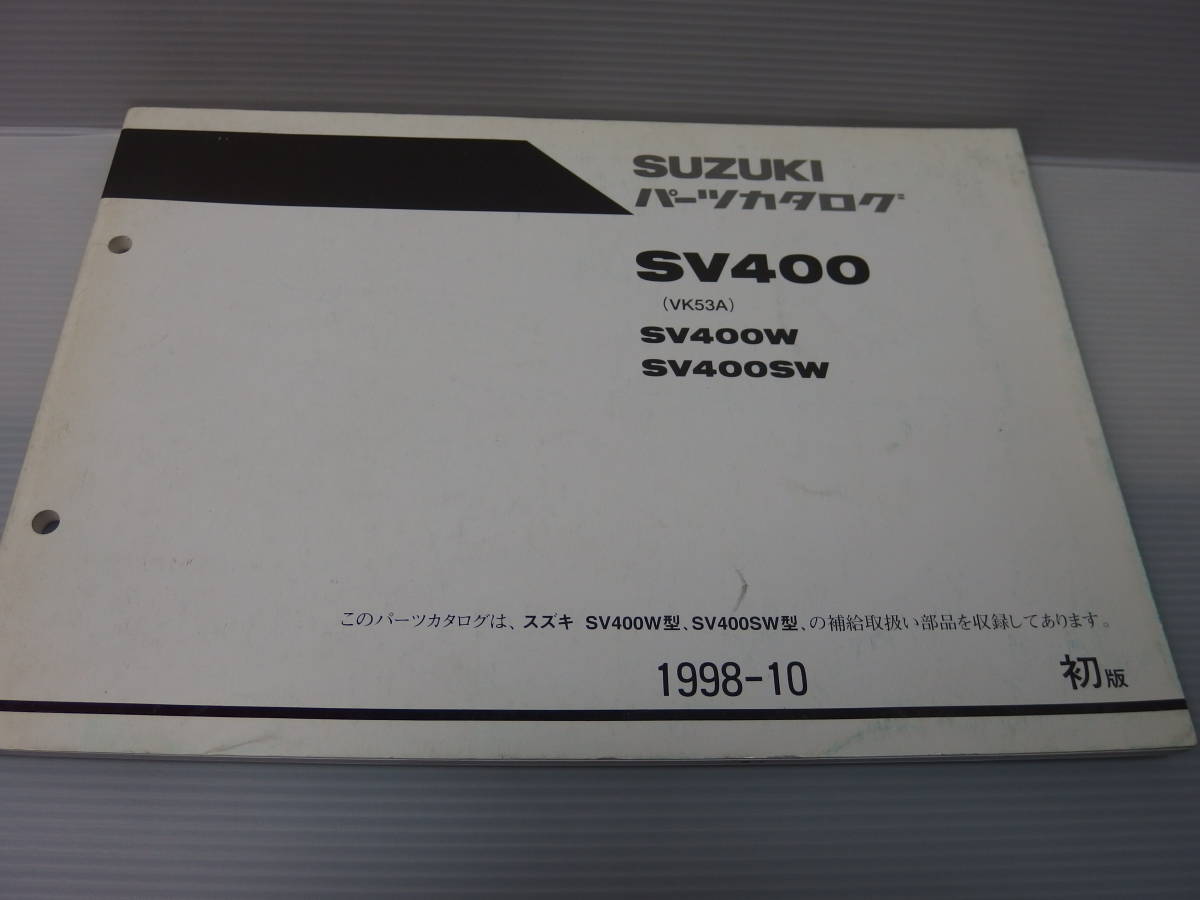 SUZUKI
パーツカタログ
SV400
（VK53A）
SV400W
SV400SW
このパーツカタログは、スズキ SV400W型、SV400SW型、の補給取扱い部品を収録してあります。
1998-10 初版